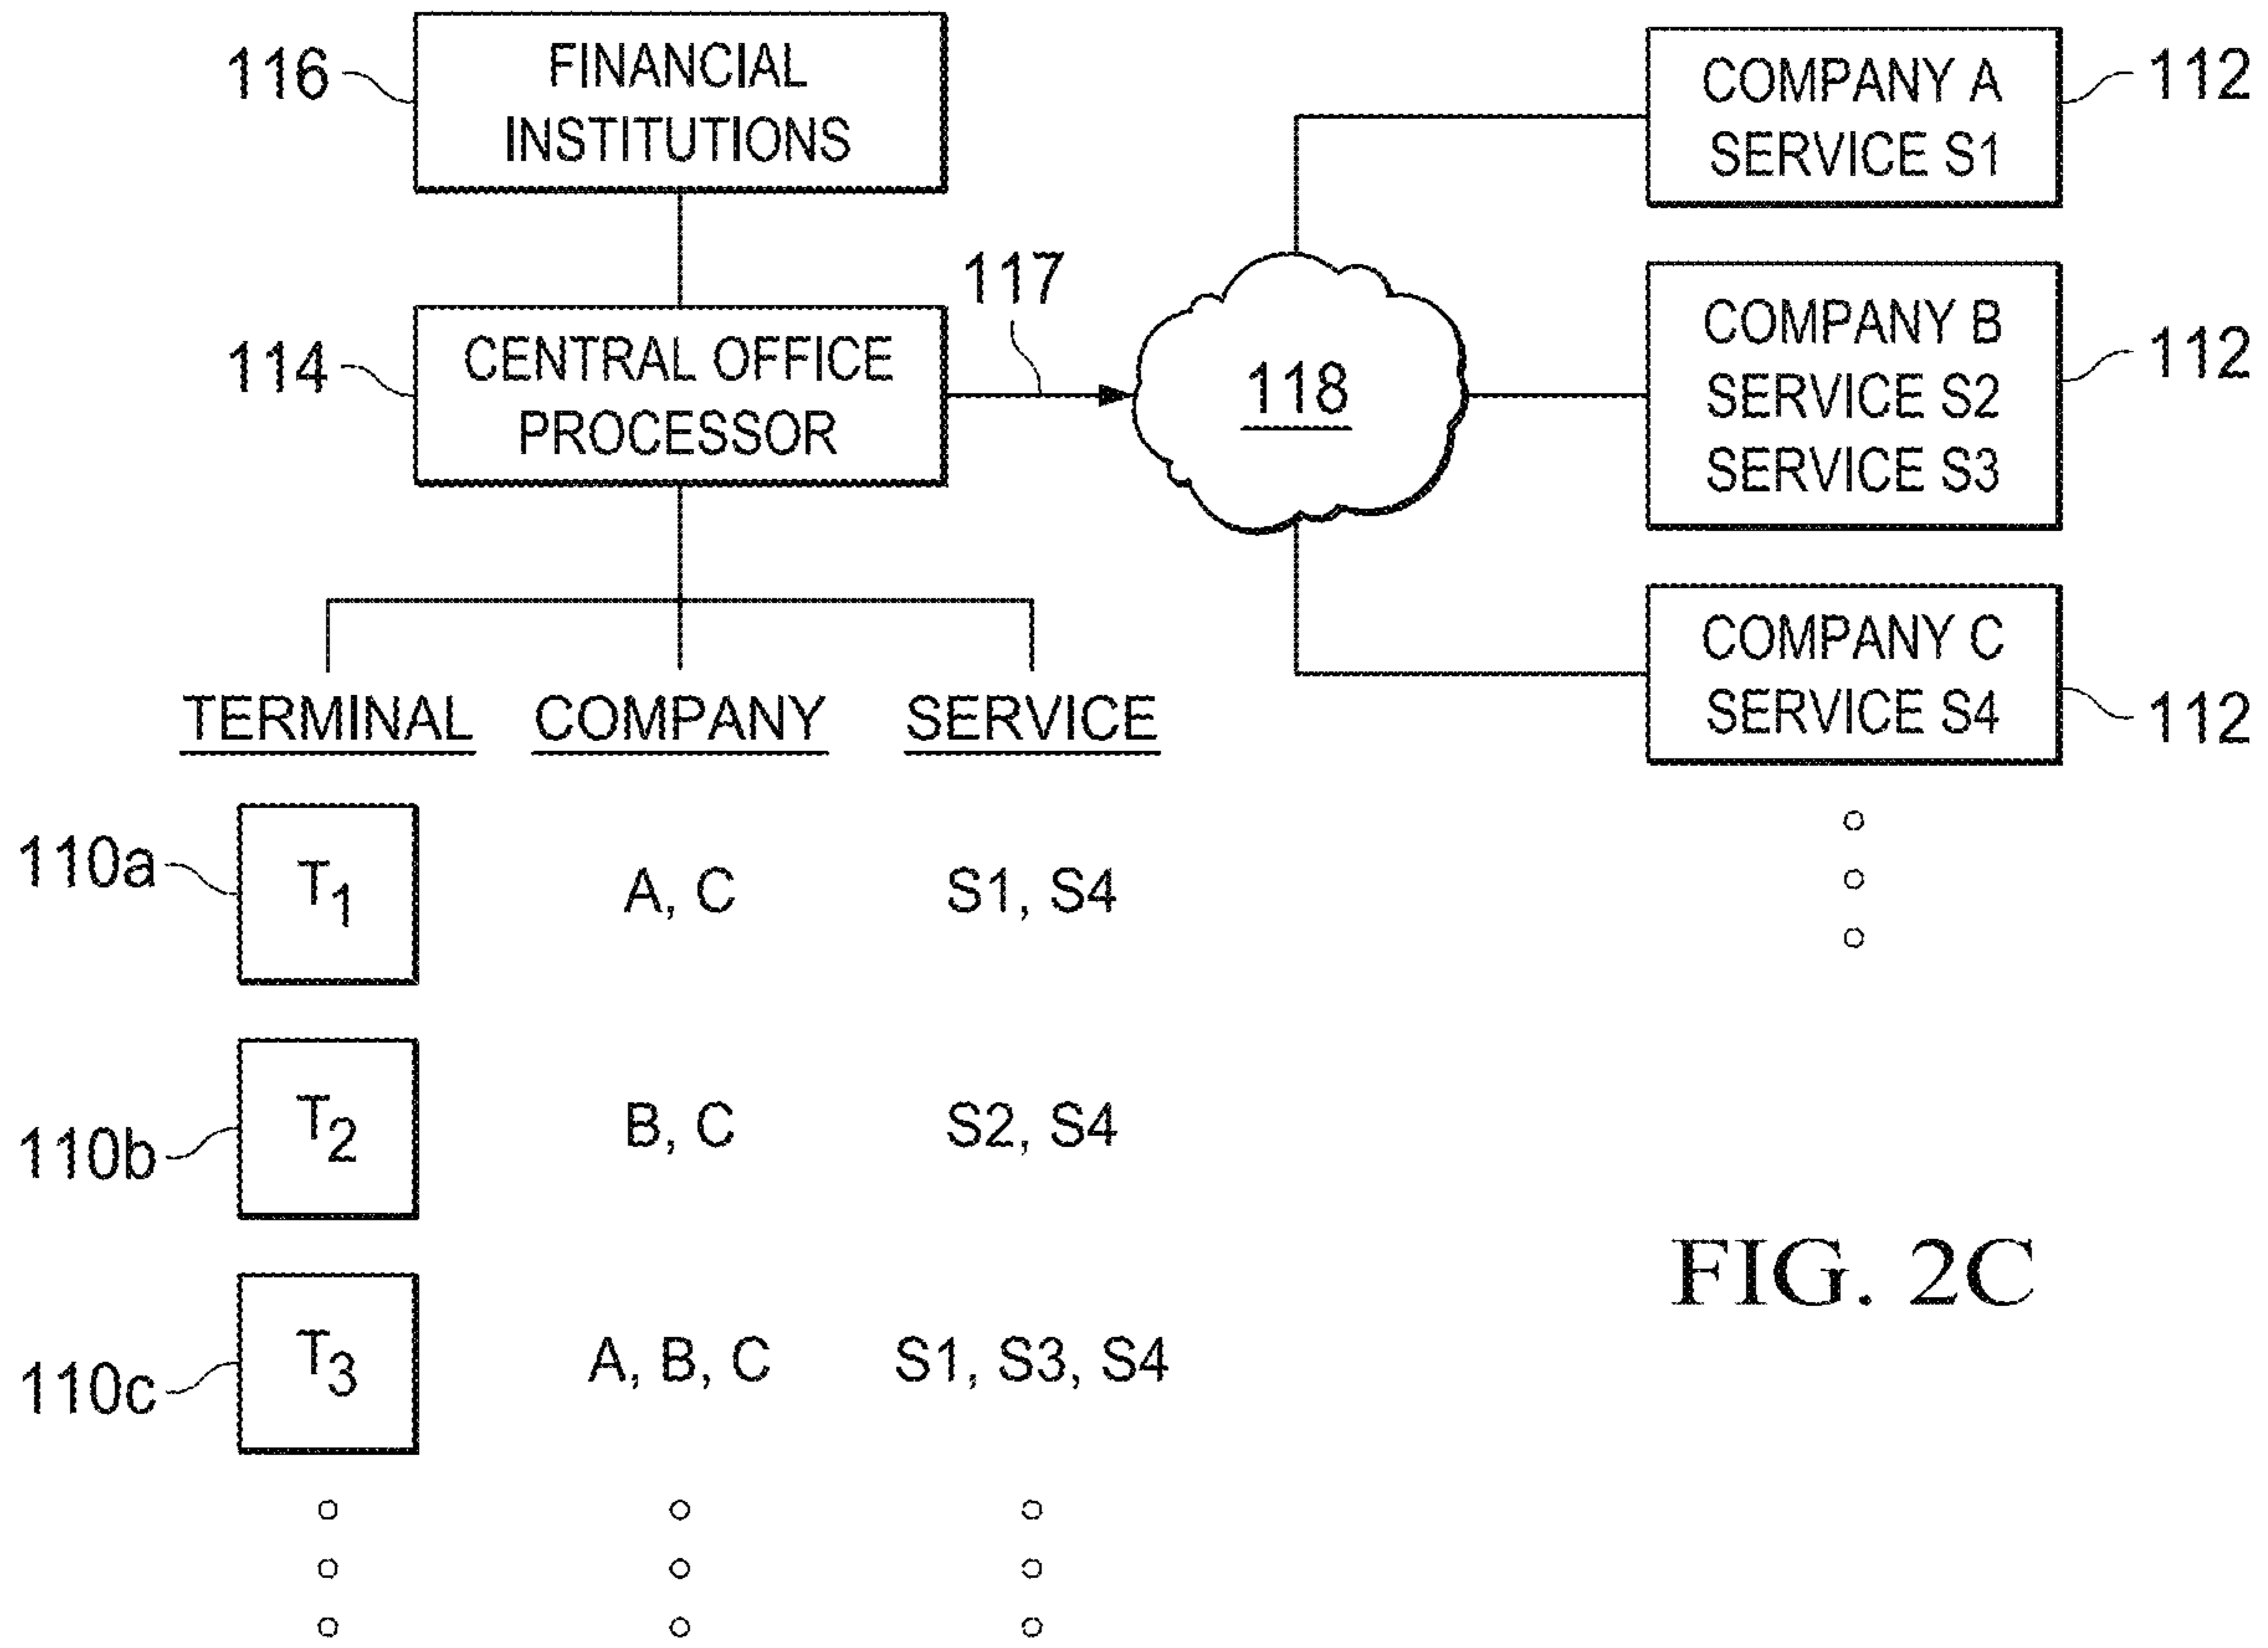 116
FINANCIAL
INSTITUTIONS
COMPANY A
SERVICE S1
112
114
CENTRAL OFFICE
PROCESSOR
117
118
COMPANY B
SERVICE S2
SERVICE S3
112
COMPANY C
SERVICE S4
112
TERMINAL COMPANY SERVICE
110a T1 A, C S1, S4
110b T2 B, C S2, S4
110c T3 A, B, C S1, S3, S4
FIG. 2C